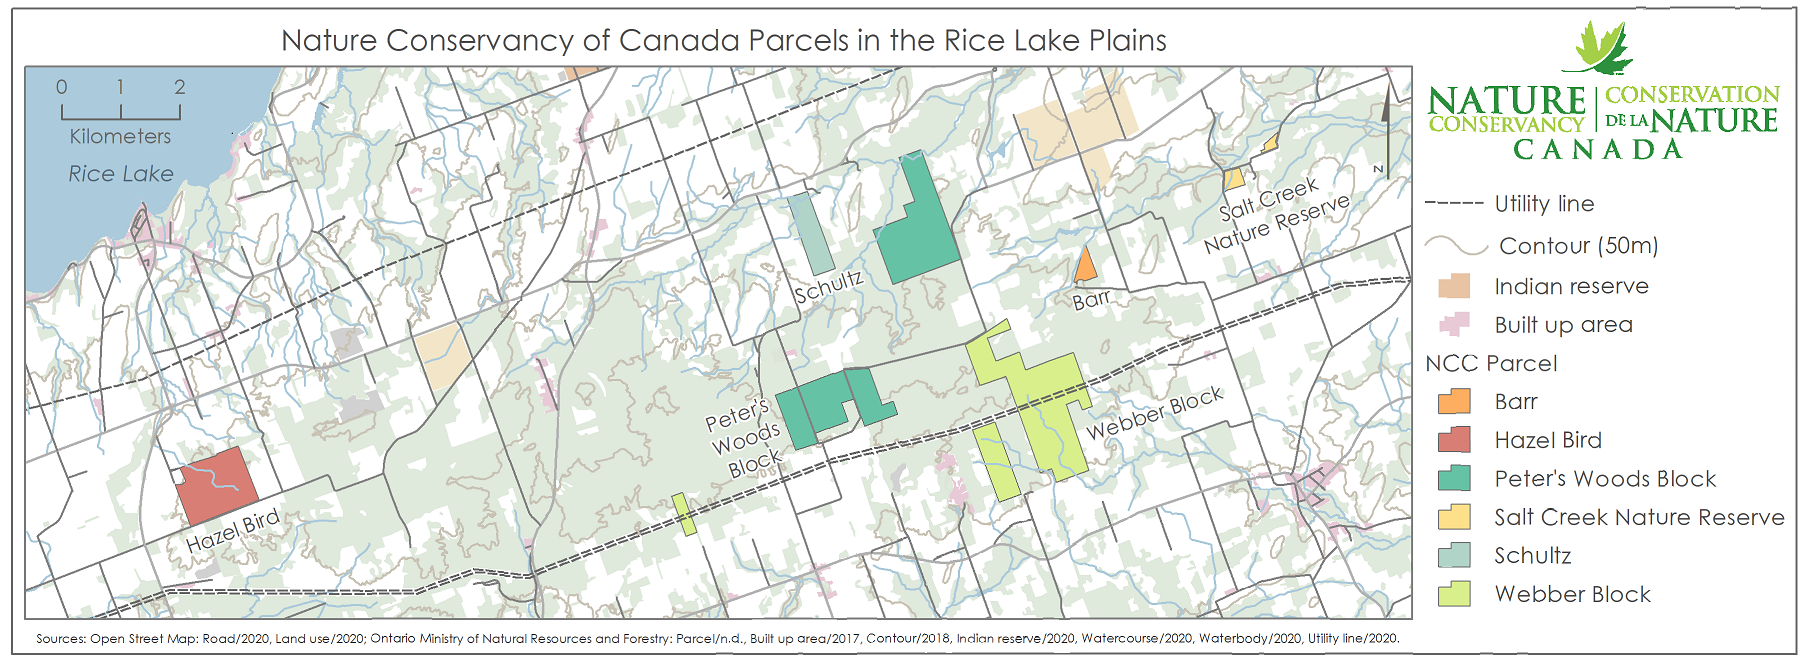 Nature Conservancy of Canada Parcels in the Rice Lake Plains
0 1 2
Kilometers
Rice Lake
Salt Creek
Nature Reserve
Schultz
Barr
Peter's
Woods
Block
Webber Block
Hazel Bird
N
NATURE
CONSERVANCY
CONSERVATION
DE LA NATURE
CANADA
Utility line
Contour (50m)
Indian reserve
Built up area
NCC Parcel
Barr
Hazel Bird
Peter's Woods Block
Salt Creek Nature Reserve
Schultz
Webber Block
Sources: Open Street Map: Road/2020, Land use/2020; Ontario Ministry of Natural Resources and Forestry: Parcel/n.d., Built up area/2017, Contour/2018, Indian reserve/2020, Watercourse/2020, Waterbody/2020, Utility line/2020.